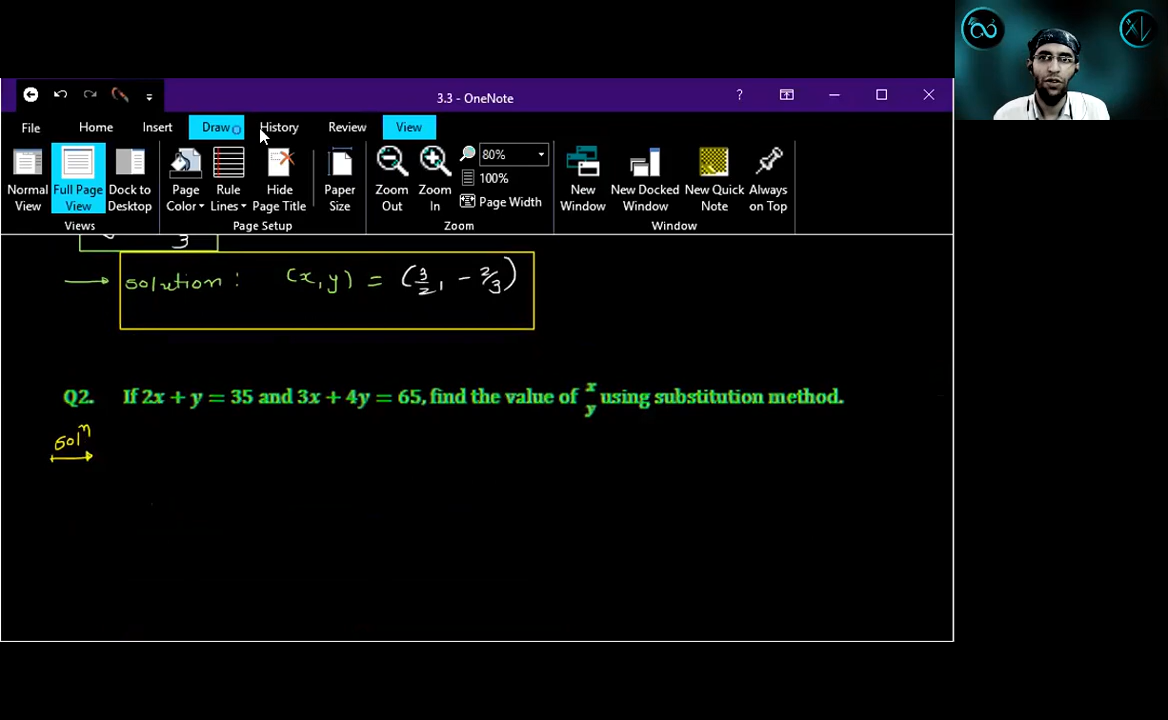 3.3 - OneNote
?
File Home Insert Draw History Review View
80%
100%
Page Width
Normal View
Full Page View
Dock to Desktop
Page Color
Rule Lines
Hide Page Title
Paper Size
Zoom Out
Zoom In
New Window
New Docked Window
New Quick Note
Always on Top
Views
Page Setup
Zoom
Window
3
solution : (x,y) = (3/2, -2/3)
Q2. If 2x + y = 35 and 3x + 4y = 65, find the value of x/y using substitution method.
solⁿ